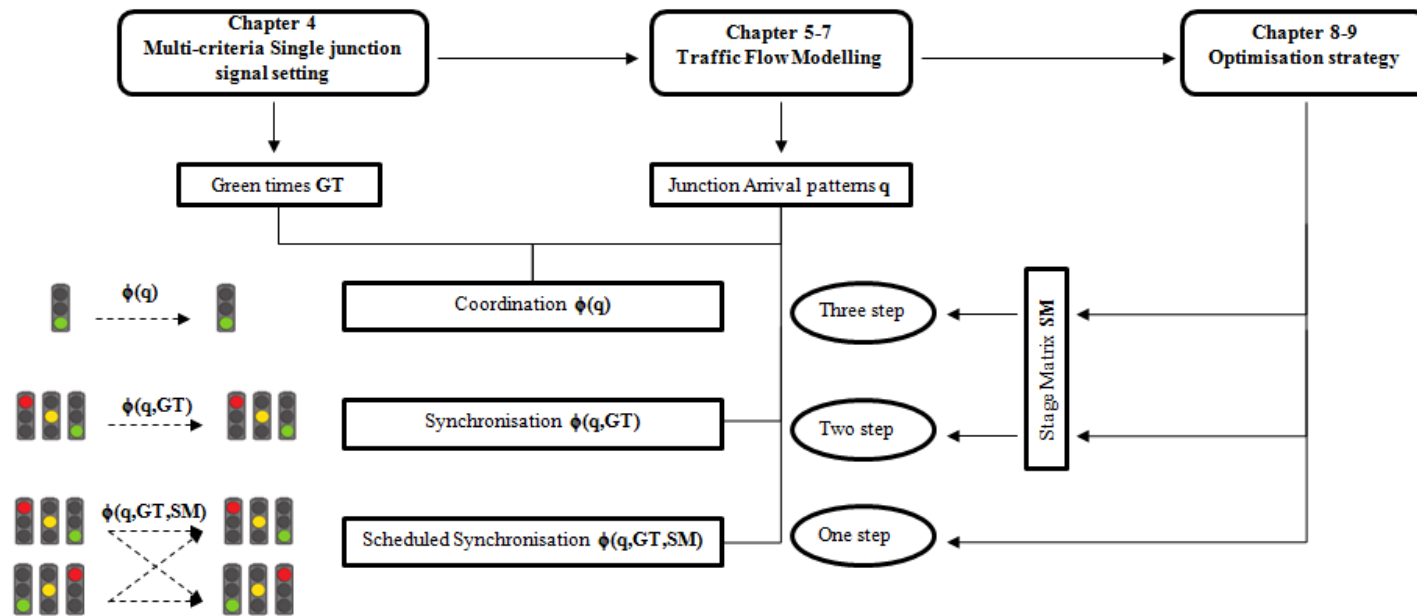 Chapter 4
Multi-criteria Single junction
signal setting
Chapter 5-7
Traffic Flow Modelling
Chapter 8-9
Optimisation strategy
Green times GT
Junction Arrival patterns q
ϕ(q)
Coordination ϕ(q)
Three step
Stage Matrix SM
ϕ(q,GT)
Synchronisation ϕ(q,GT)
Two step
ϕ(q,GT,SM)
Scheduled Synchronisation ϕ(q,GT,SM)
One step